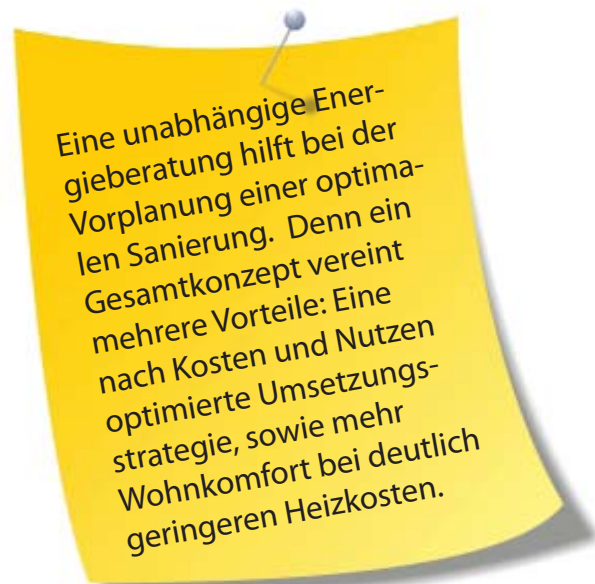 Eine unabhängige Ener-
gieberatung hilft bei der
Vorplanung einer optima-
len Sanierung.  Denn ein
Gesamtkonzept vereint
mehrere Vorteile: Eine
nach Kosten und Nutzen
optimierte Umsetzungs-
strategie, sowie mehr
Wohnkomfort bei deutlich
geringeren Heizkosten.